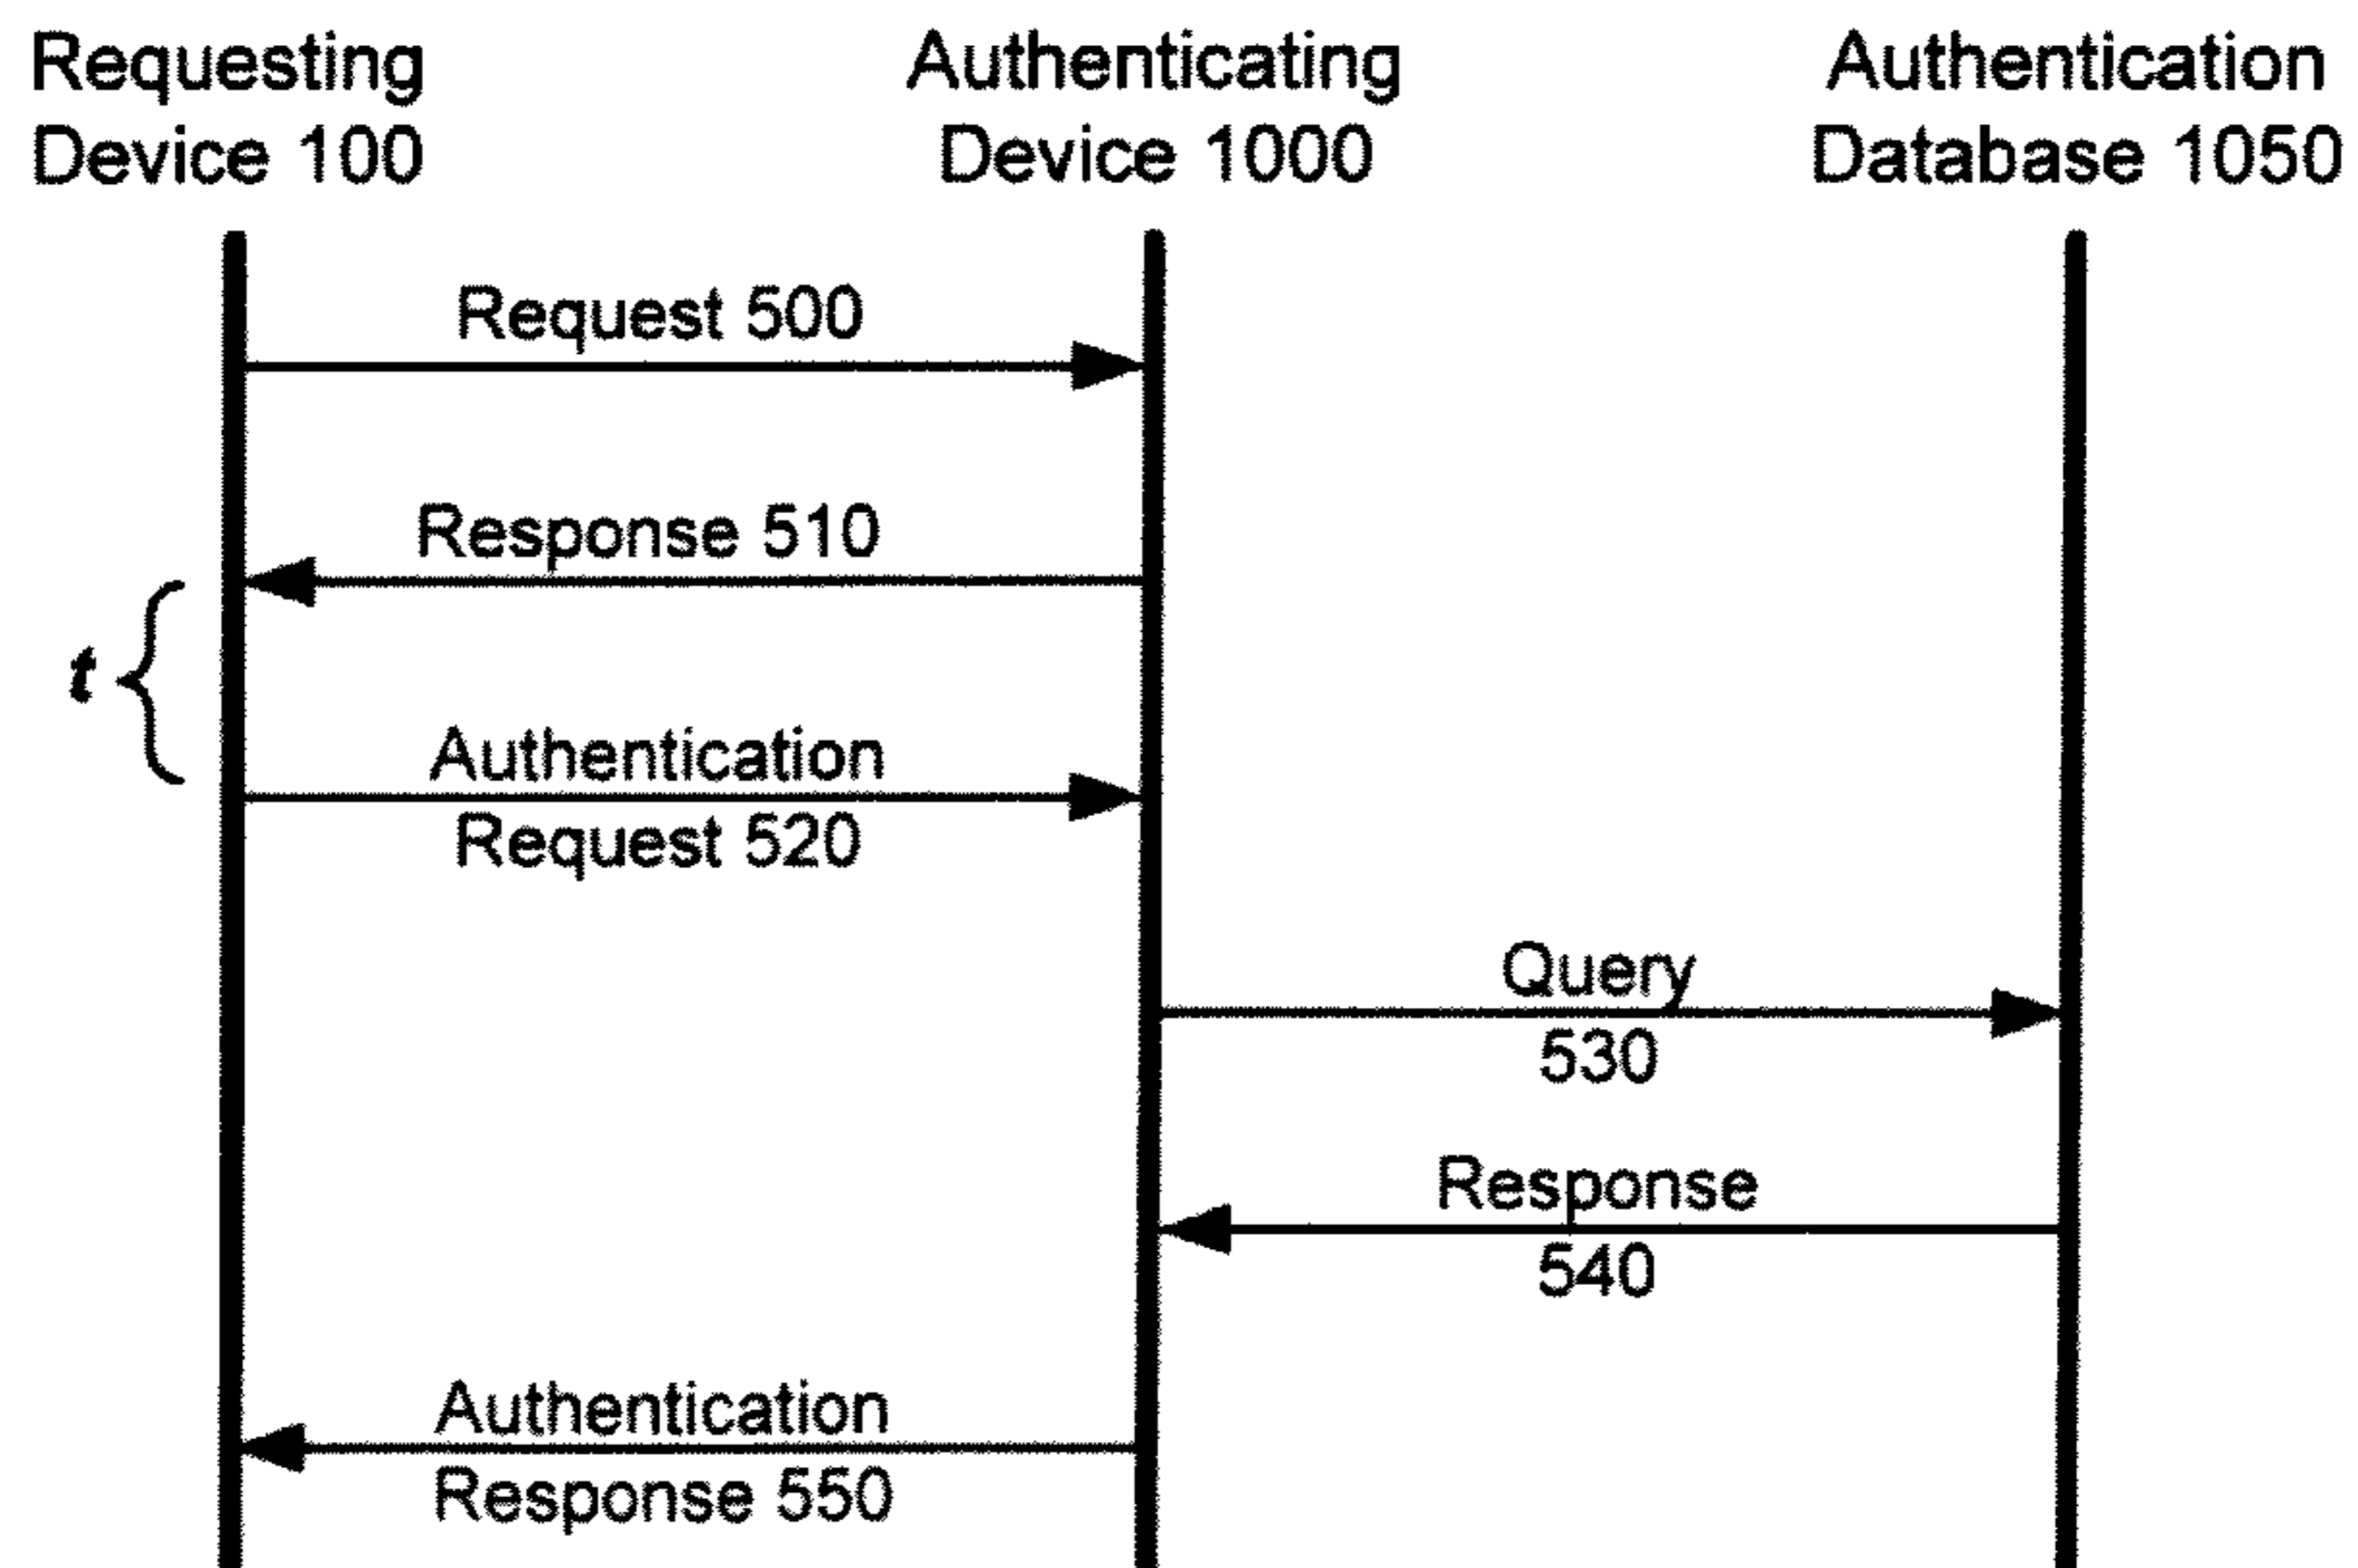 Requesting
Device 100
Authenticating
Device 1000
Authentication
Database 1050
Request 500
Response 510
t
Authentication
Request 520
Query
530
Response
540
Authentication
Response 550